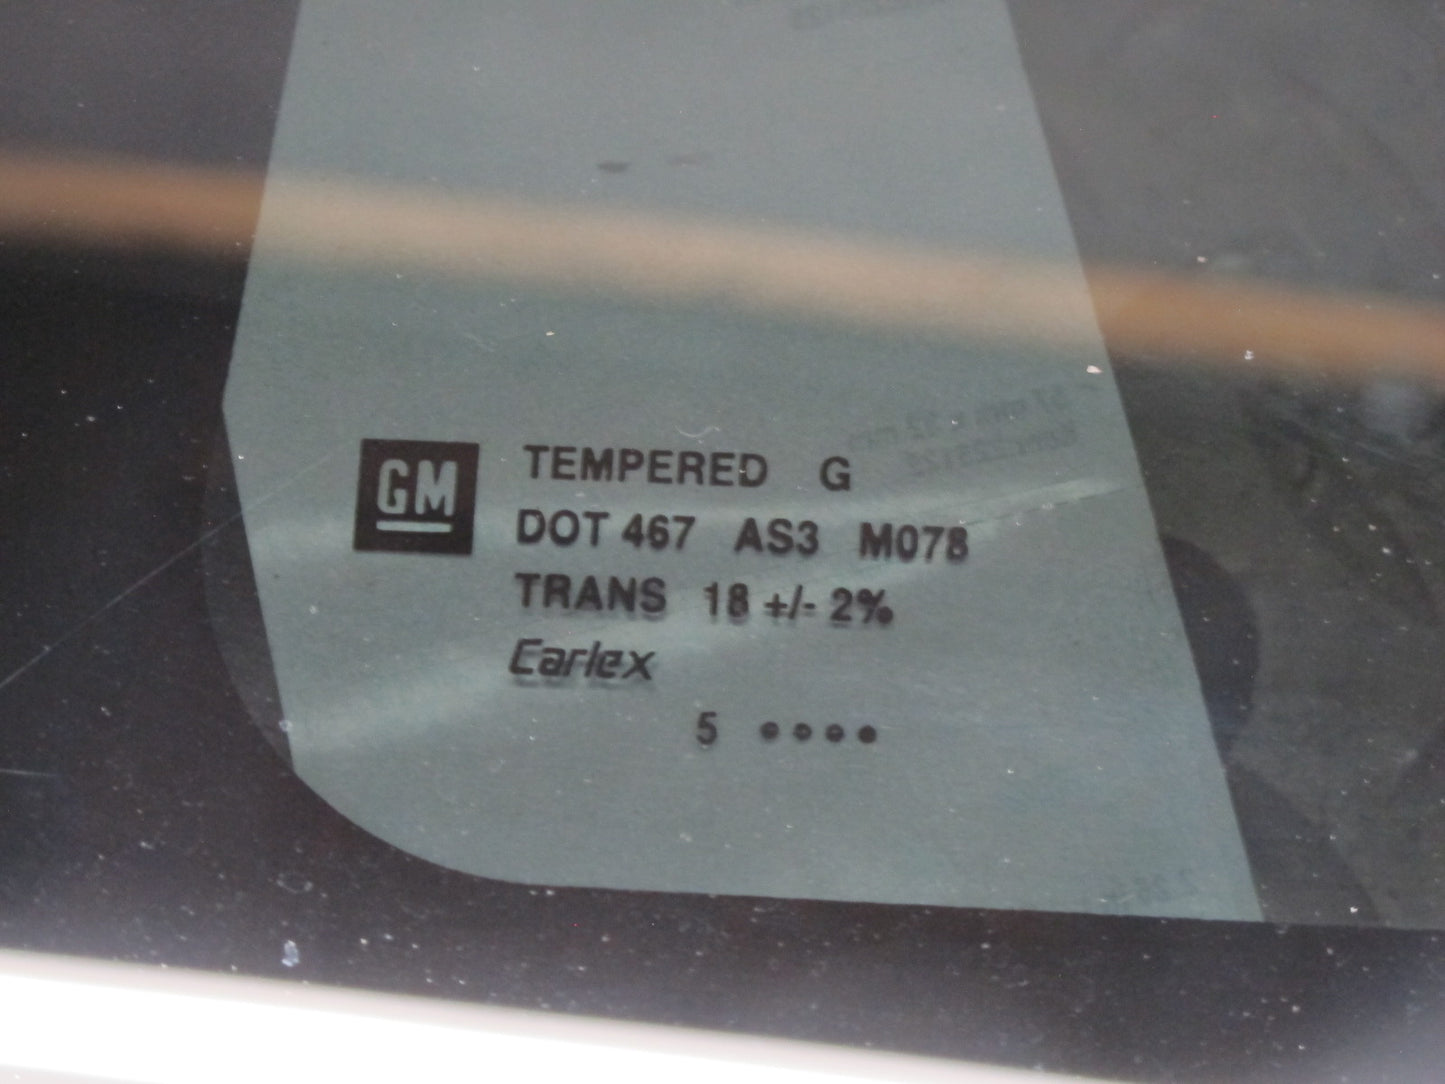 GM
TEMPERED G
DOT 467 AS3 M078
TRANS 18 +/- 2%
Carlex
5 ••••